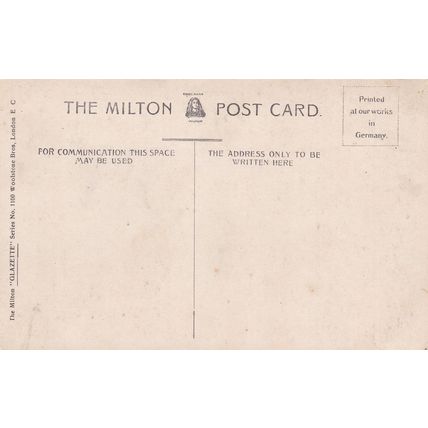 THE MILTON POST CARD.
Printed
at our works
in
Germany.
FOR COMMUNICATION THIS SPACE
MAY BE USED
THE ADDRESS ONLY TO BE
WRITTEN HERE
The Milton "GLAZETTE" Series No. 1100 Woolstone Bros, London E C